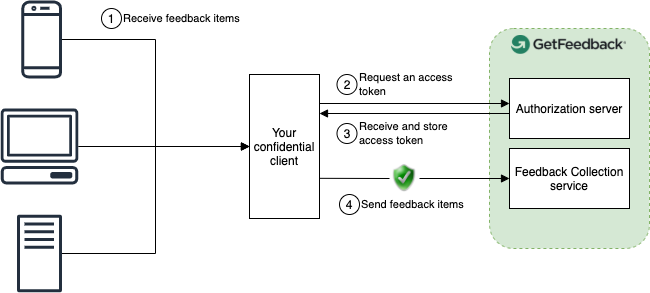 1 Receive feedback items
GetFeedback®
2 Request an access
token
Authorization server
3 Receive and store
access token
Your
confidential
client
Feedback Collection
service
4 Send feedback items